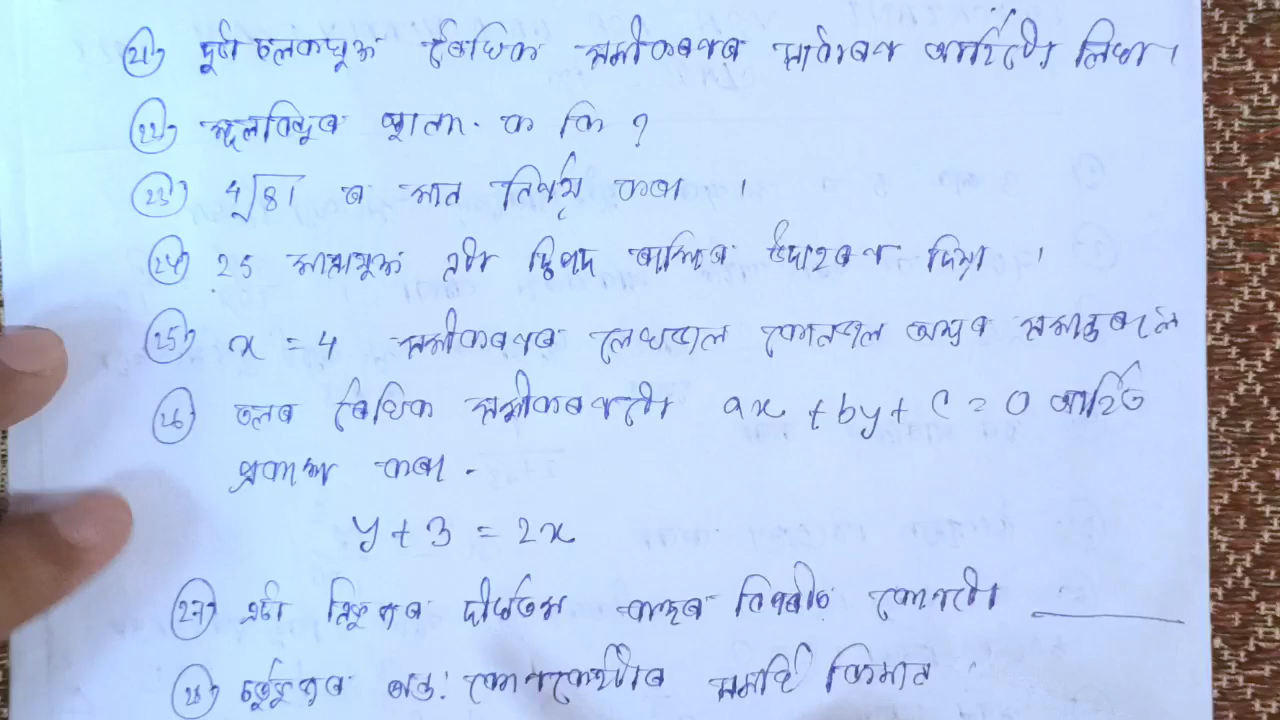 21) দুটা চলকযুক্ত ৰৈখিক সমীকৰণৰ সাধাৰণ আৰ্হিটো লিখা ।
22) মূলবিন্দুৰ স্থানাংক কি ?
23) ⁴√81 ৰ মান নিৰ্ণয় কৰা ।
24) 25 মাত্ৰাযুক্ত এটা দ্বিপদ ৰাশিৰ উদাহৰণ দিয়া ।
25) x = 4 সমীকৰণৰ লেখডাল কোনডাল অক্ষৰ সমান্তৰাল
26) তলৰ ৰৈখিক সমীকৰণটো ax + by + c = 0 আৰ্হিত
প্ৰকাশ কৰা -
y + 3 = 2x
27) এটা ত্ৰিভুজৰ দীৰ্ঘতম বাহুৰ বিপৰীত কোণটো ______
28) চতুৰ্ভুজৰ অন্ত: কোণকেইটাৰ সমষ্টি কিমান